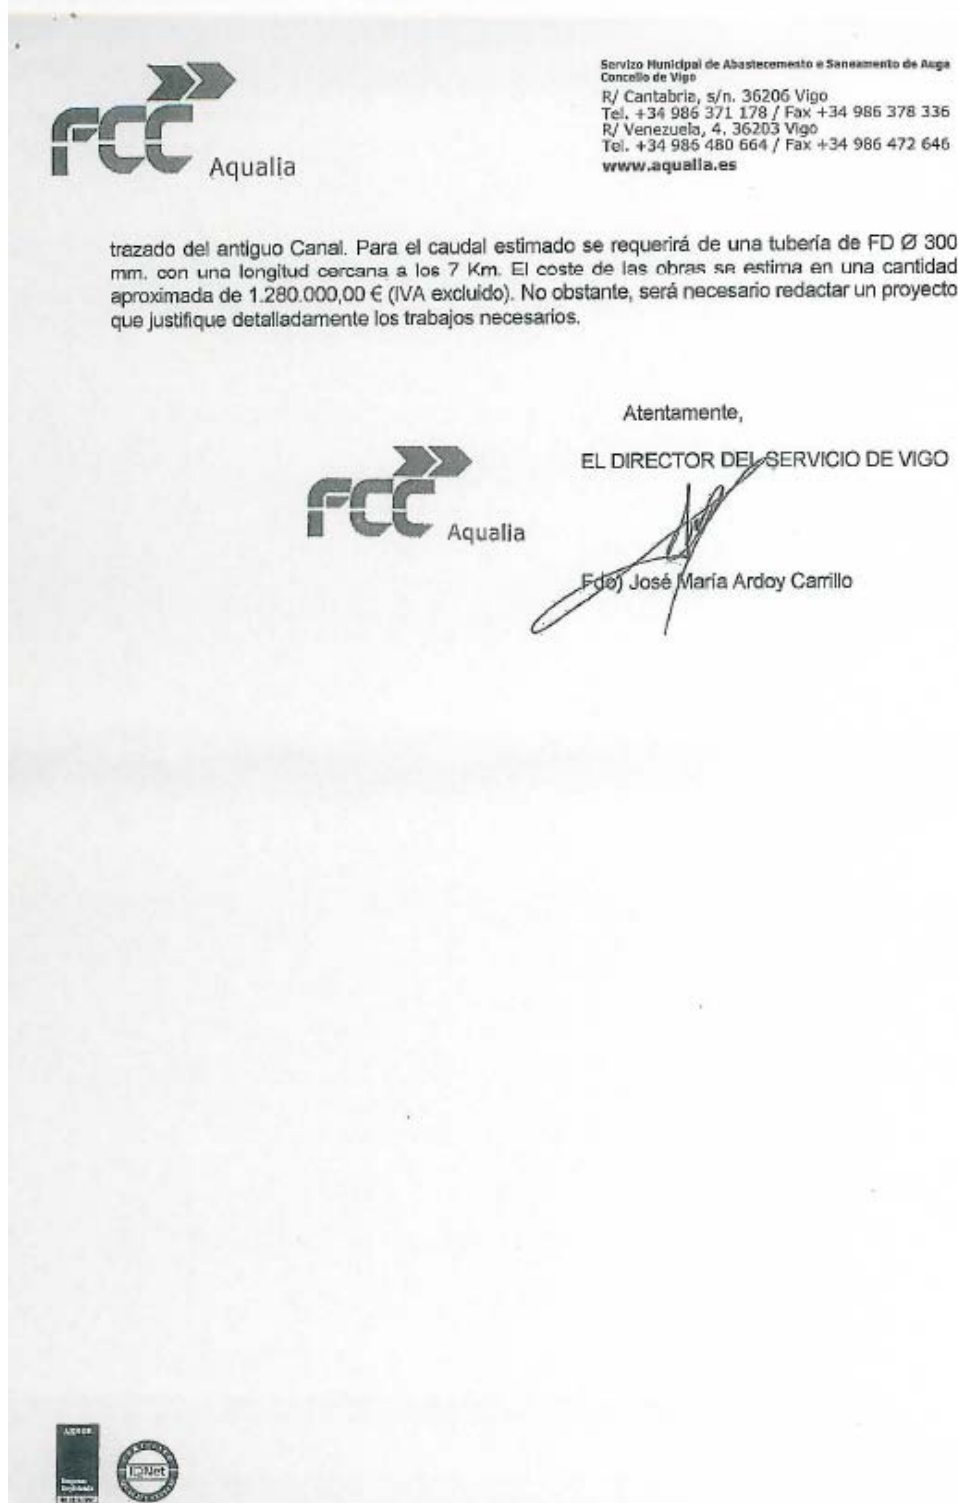 FCC Aqualia
Servizo Municipal de Abastecemento e Saneamento de Auga
Concello de Vigo
R/ Cantabria, s/n. 36206 Vigo
Tel. +34 986 371 178 / Fax +34 986 378 336
R/ Venezuela, 4. 36203 Vigo
Tel. +34 986 480 664 / Fax +34 986 472 646
www.aqualia.es
trazado del antiguo Canal. Para el caudal estimado se requerirá de una tubería de FD Ø 300
mm. con una longitud cercana a los 7 Km. El coste de las obras se estima en una cantidad
aproximada de 1.280.000,00 € (IVA excluido). No obstante, será necesario redactar un proyecto
que justifique detalladamente los trabajos necesarios.
Atentamente,
EL DIRECTOR DEL SERVICIO DE VIGO
FCC Aqualia
Fdo) José María Ardoy Carrillo
AENOR
Empresa
Registrada
IQNet